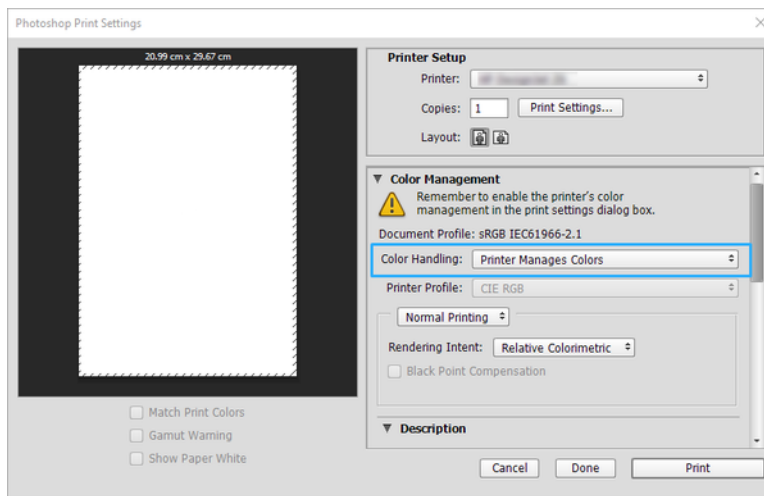 Photoshop Print Settings
20.99 cm x 29.67 cm
Match Print Colors
Gamut Warning
Show Paper White
Printer Setup
Printer:
Copies: 1 Print Settings...
Layout:
Color Management
Remember to enable the printer's color
management in the print settings dialog box.
Document Profile: sRGB IEC61966-2.1
Color Handling: Printer Manages Colors
Printer Profile: CIE RGB
Normal Printing
Rendering Intent: Relative Colorimetric
Black Point Compensation
Description
Cancel Done Print